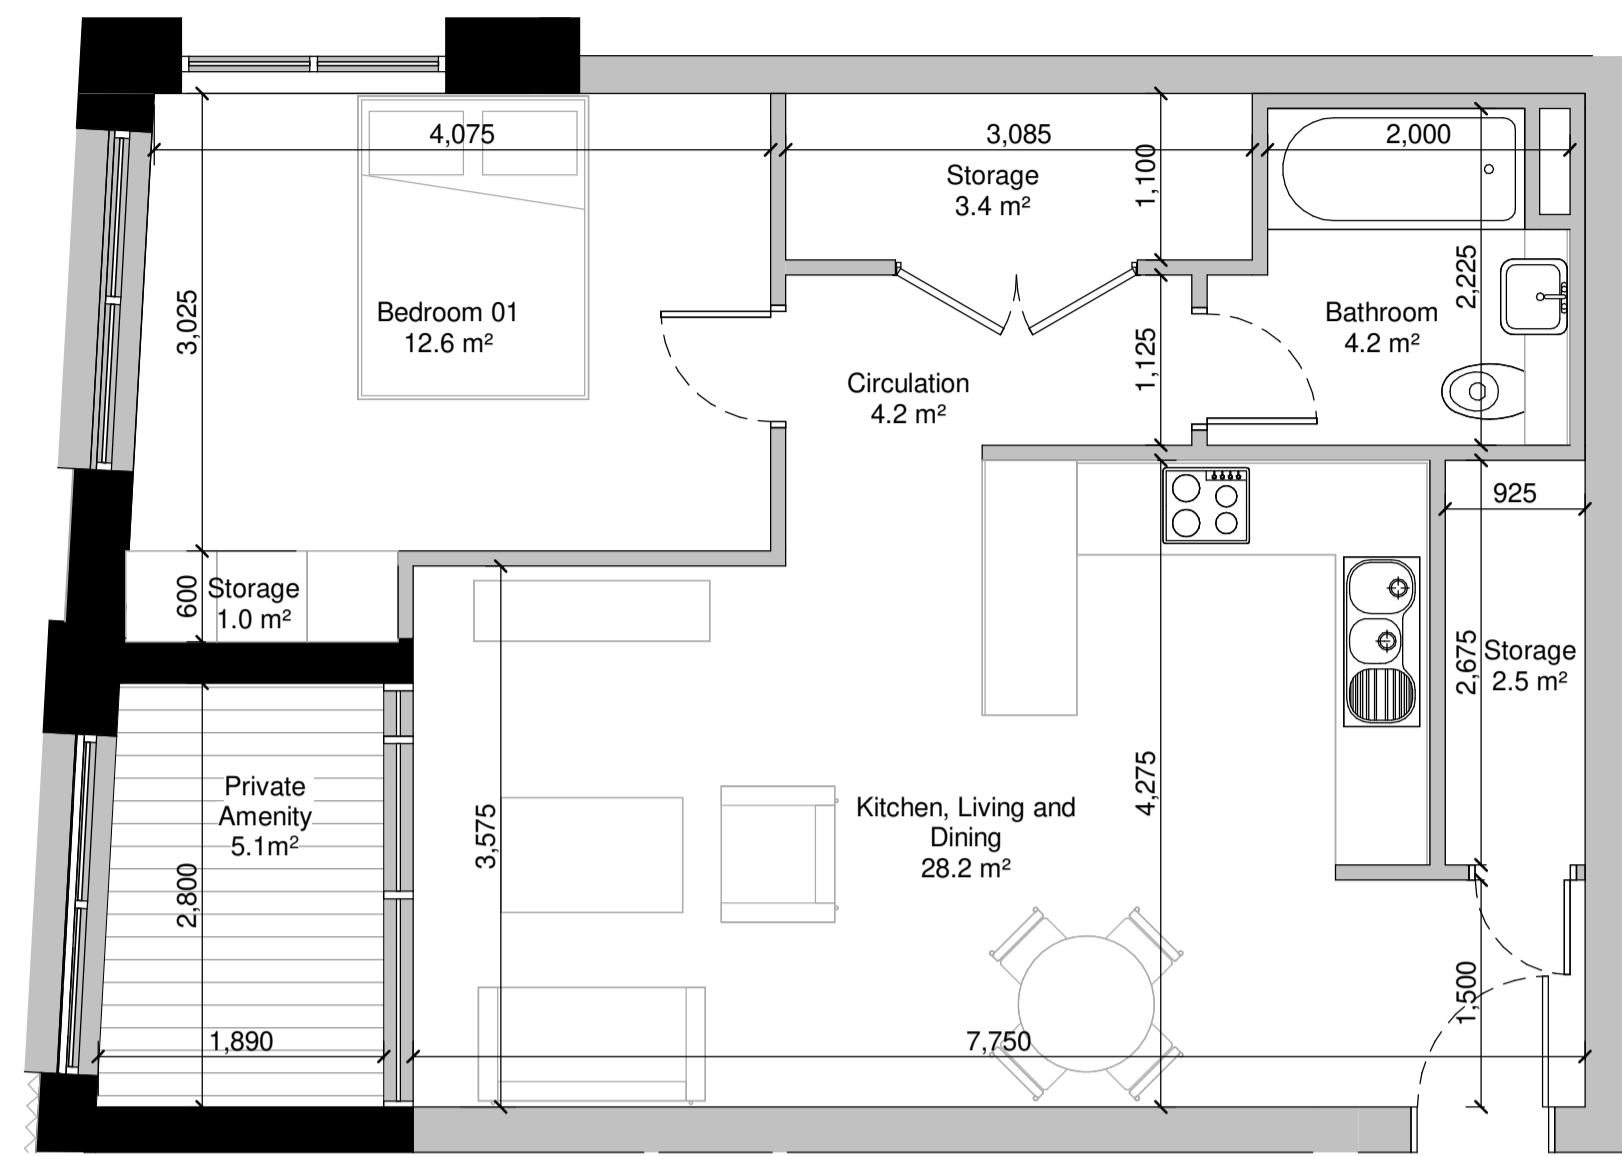 4,075
3,085
2,000
Storage
3.4 m²
1,100
2,225
3,025
Bedroom 01
12.6 m²
Bathroom
4.2 m²
1,125
Circulation
4.2 m²
925
600
Storage
1.0 m²
2,675
Storage
2.5 m²
Private
Amenity
5.1m²
2,800
3,575
4,275
Kitchen, Living and
Dining
28.2 m²
1,500
1,890
7,750